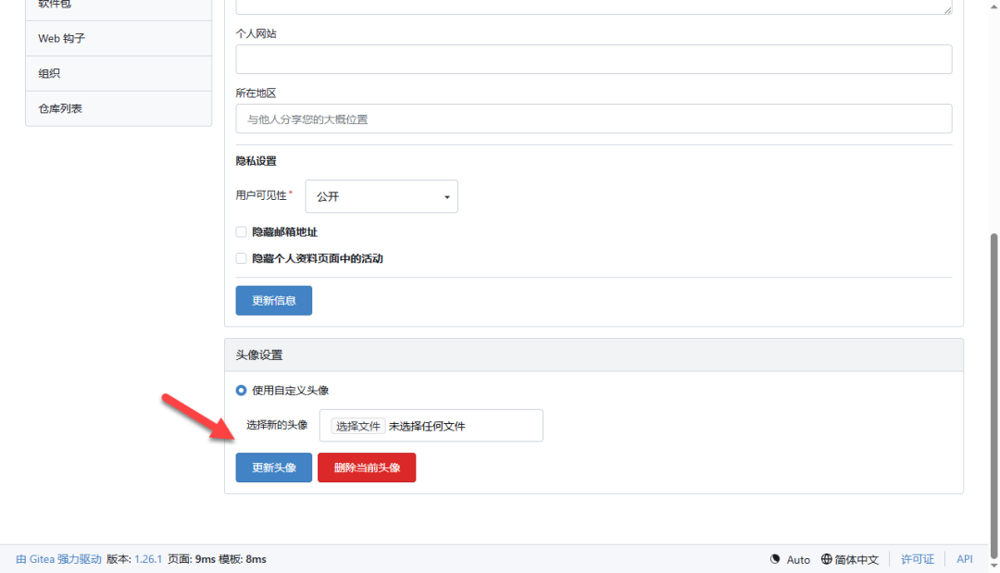 软件包
Web 钩子
组织
仓库列表
个人网站
所在地区
与他人分享您的大概位置
隐私设置
用户可见性* 公开
隐藏邮箱地址
隐藏个人资料页面中的活动
更新信息
头像设置
使用自定义头像
选择新的头像 选择文件 未选择任何文件
更新头像 删除当前头像
由 Gitea 强力驱动 版本: 1.26.1 页面: 9ms 模板: 8ms Auto 简体中文 许可证 API